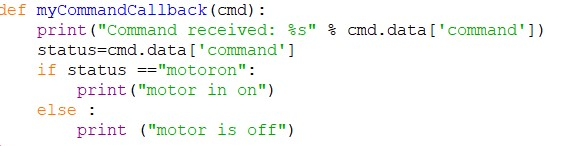 def myCommandCallback(cmd):
    print("Command received: %s" % cmd.data['command'])
    status=cmd.data['command']
    if status =="motoron":
        print("motor in on")
    else :
        print ("motor is off")